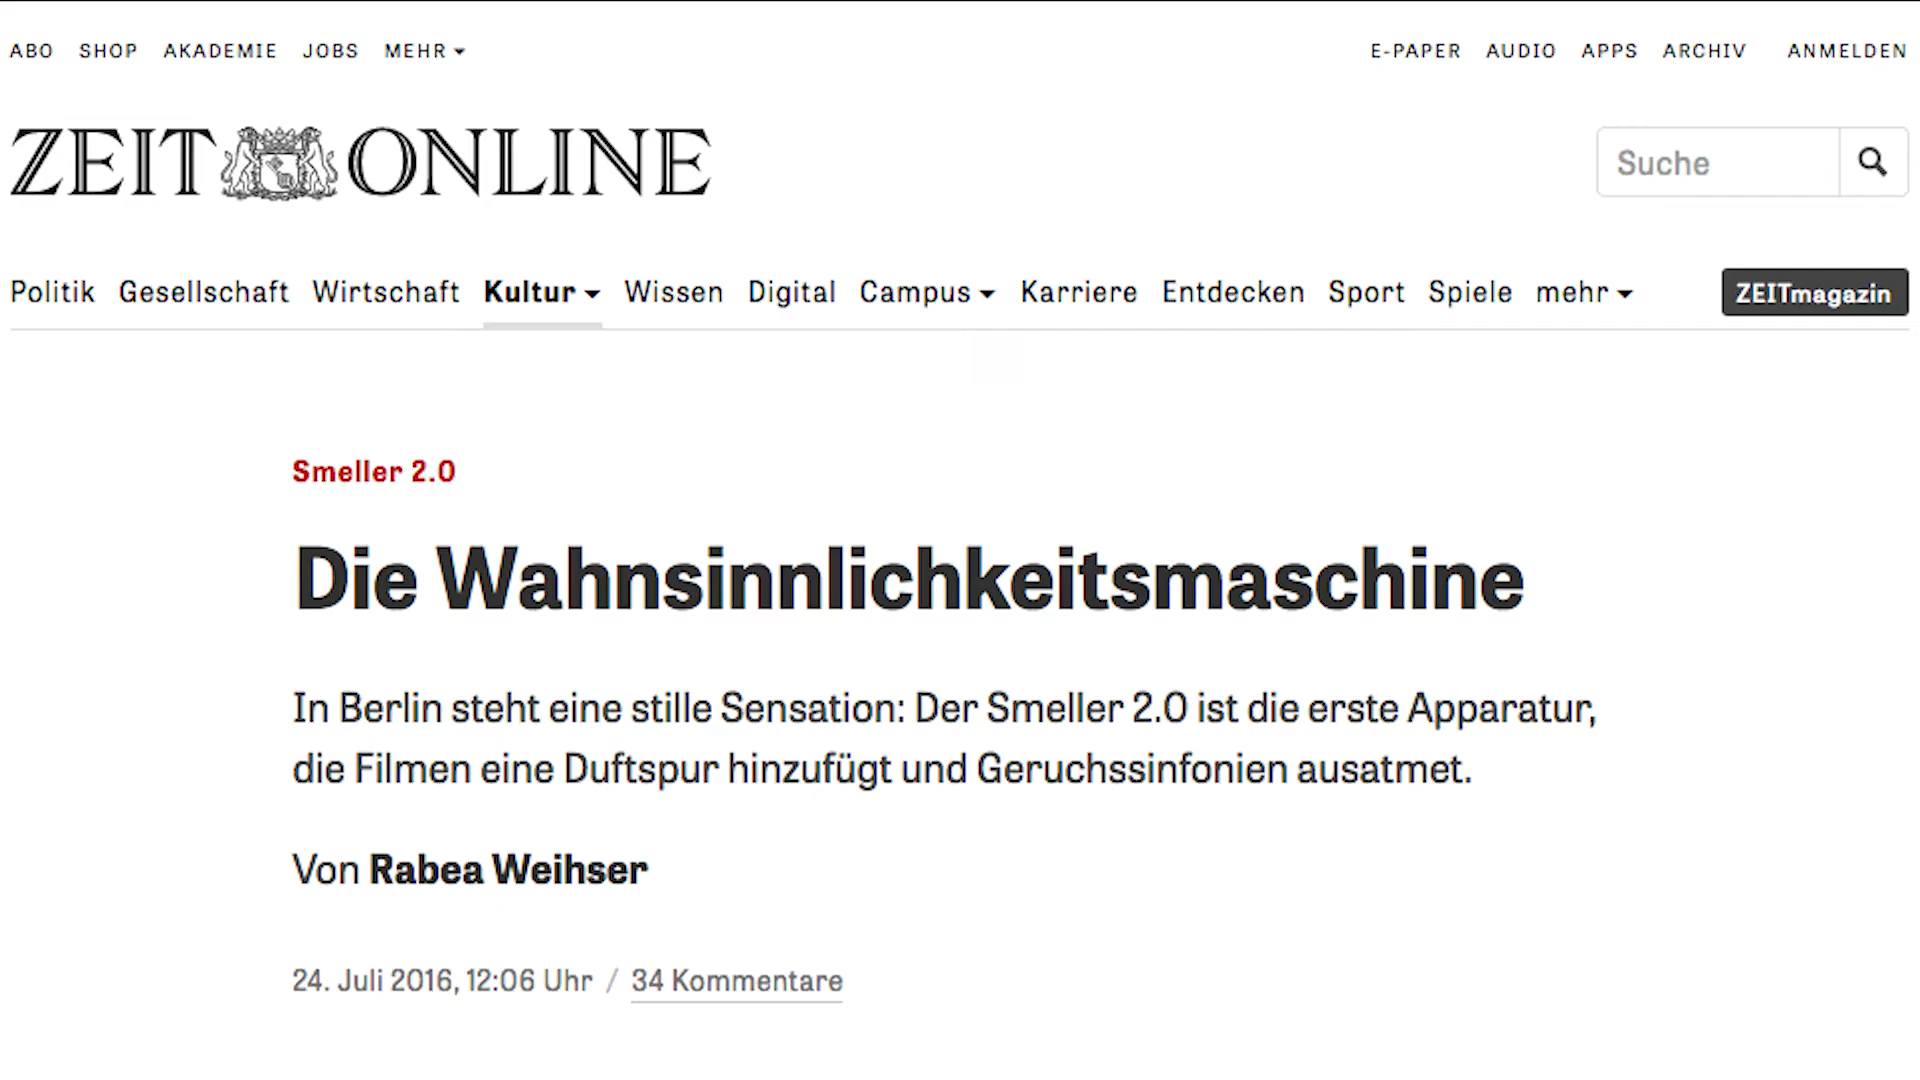 ABO SHOP AKADEMIE JOBS MEHR E-PAPER AUDIO APPS ARCHIV ANMELDEN
ZEIT ONLINE Suche
Politik Gesellschaft Wirtschaft Kultur Wissen Digital Campus Karriere Entdecken Sport Spiele mehr ZEITmagazin
Smeller 2.0
Die Wahnsinnlichkeitsmaschine
In Berlin steht eine stille Sensation: Der Smeller 2.0 ist die erste Apparatur,
die Filmen eine Duftspur hinzufügt und Geruchssinfonien ausatmet.
Von Rabea Weihser
24. Juli 2016, 12:06 Uhr / 34 Kommentare